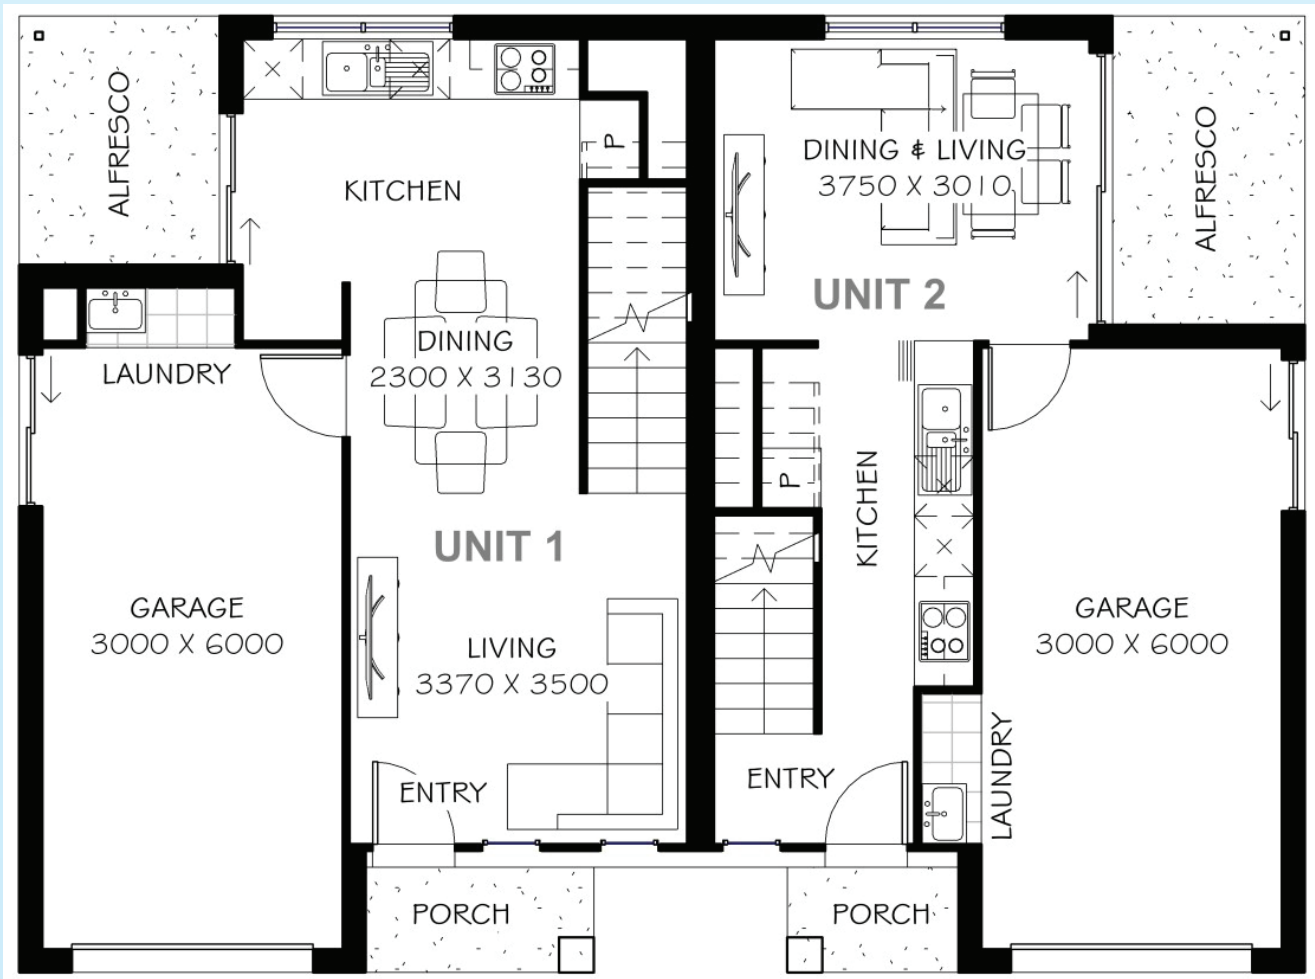 ALFRESCO
KITCHEN
P
DINING
2300 X 3130
LAUNDRY
UNIT 1
GARAGE
3000 X 6000
LIVING
3370 X 3500
ENTRY
PORCH
DINING & LIVING
3750 X 3010
ALFRESCO
UNIT 2
P
KITCHEN
GARAGE
3000 X 6000
ENTRY
LAUNDRY
PORCH